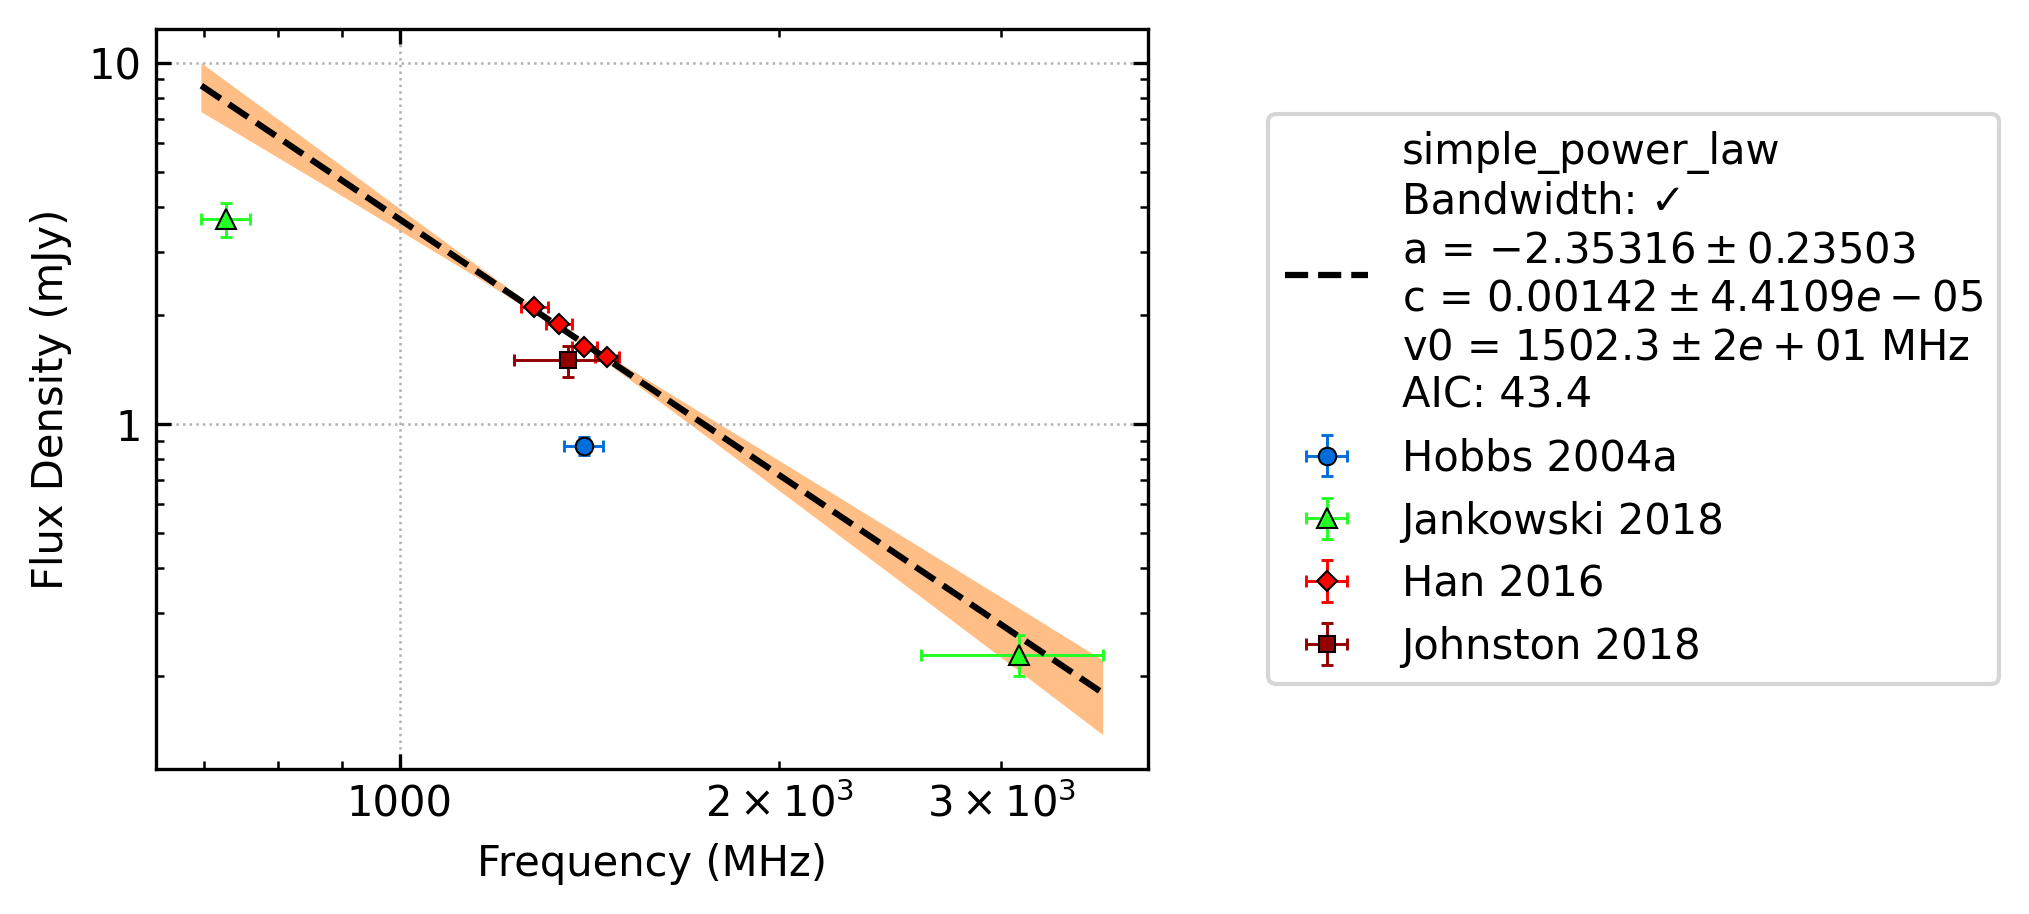 10
1
Flux Density (mJy)
1000
2 × 10³
3 × 10³
Frequency (MHz)
simple_power_law
Bandwidth: ✓
a = −2.35316 ± 0.23503
c = 0.00142 ± 4.4109e − 05
v0 = 1502.3 ± 2e + 01 MHz
AIC: 43.4
Hobbs 2004a
Jankowski 2018
Han 2016
Johnston 2018